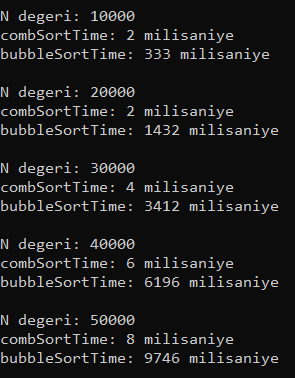 N degeri: 10000
combSortTime: 2 milisaniye
bubbleSortTime: 333 milisaniye
N degeri: 20000
combSortTime: 2 milisaniye
bubbleSortTime: 1432 milisaniye
N degeri: 30000
combSortTime: 4 milisaniye
bubbleSortTime: 3412 milisaniye
N degeri: 40000
combSortTime: 6 milisaniye
bubbleSortTime: 6196 milisaniye
N degeri: 50000
combSortTime: 8 milisaniye
bubbleSortTime: 9746 milisaniye